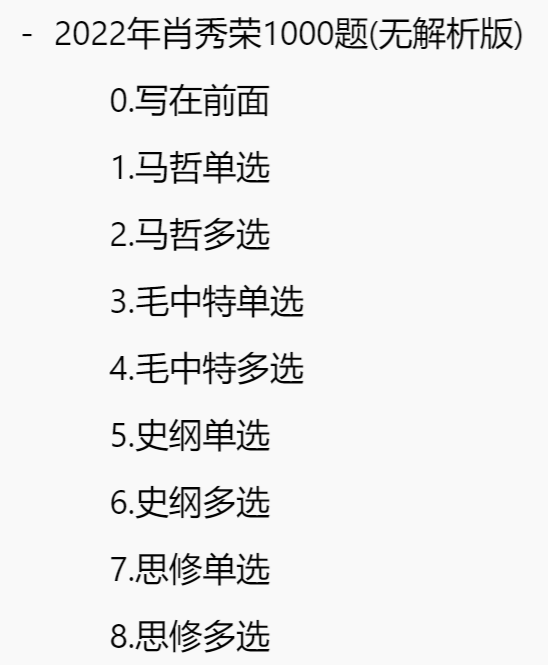 - 2022年肖秀荣1000题(无解析版)
0.写在前面
1.马哲单选
2.马哲多选
3.毛中特单选
4.毛中特多选
5.史纲单选
6.史纲多选
7.思修单选
8.思修多选